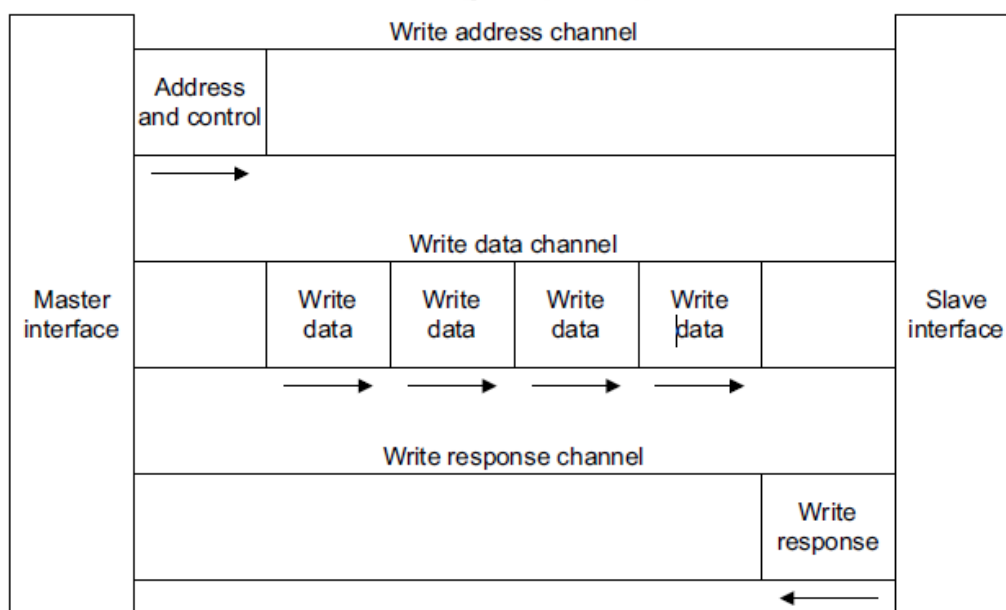 Write address channel
Address
and control
Write data channel
Master
interface
Write
data
Write
data
Write
data
Write
data
Slave
interface
Write response channel
Write
response